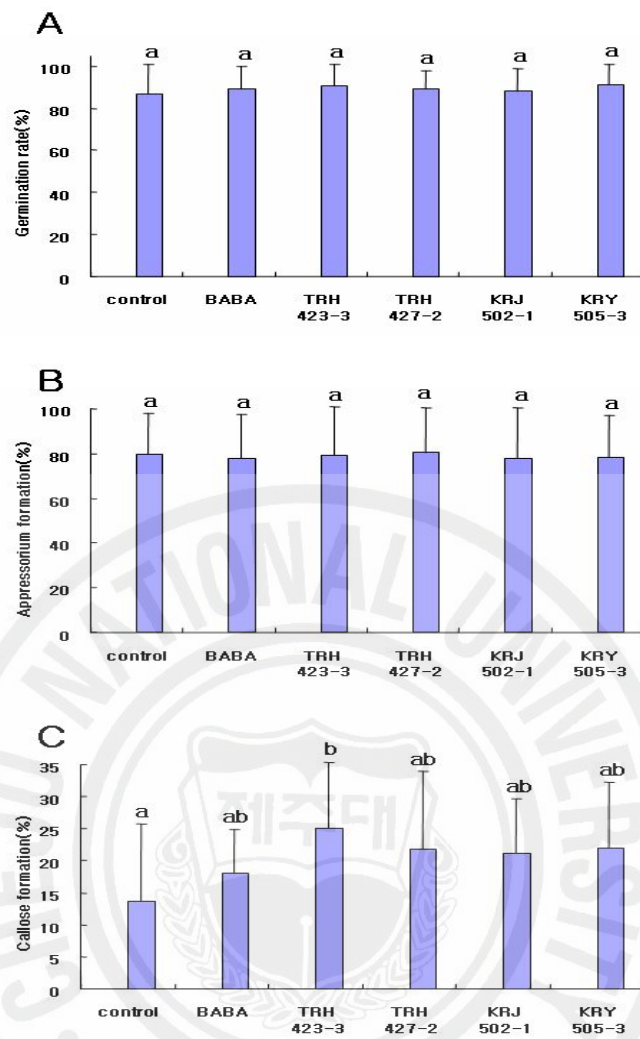 A
Germination rate(%)
100
80
60
40
20
0
a a a a a a
control BABA TRH 423-3 TRH 427-2 KRJ 502-1 KRY 505-3
B
Appressorium formation(%)
100
80
60
40
20
0
a a a a a a
control BABA TRH 423-3 TRH 427-2 KRJ 502-1 KRY 505-3
C
Callose formation(%)
35
30
25
20
15
10
5
0
a ab b ab ab ab
control BABA TRH 423-3 TRH 427-2 KRJ 502-1 KRY 505-3
NATIONAL UNIVERSITY
제주대